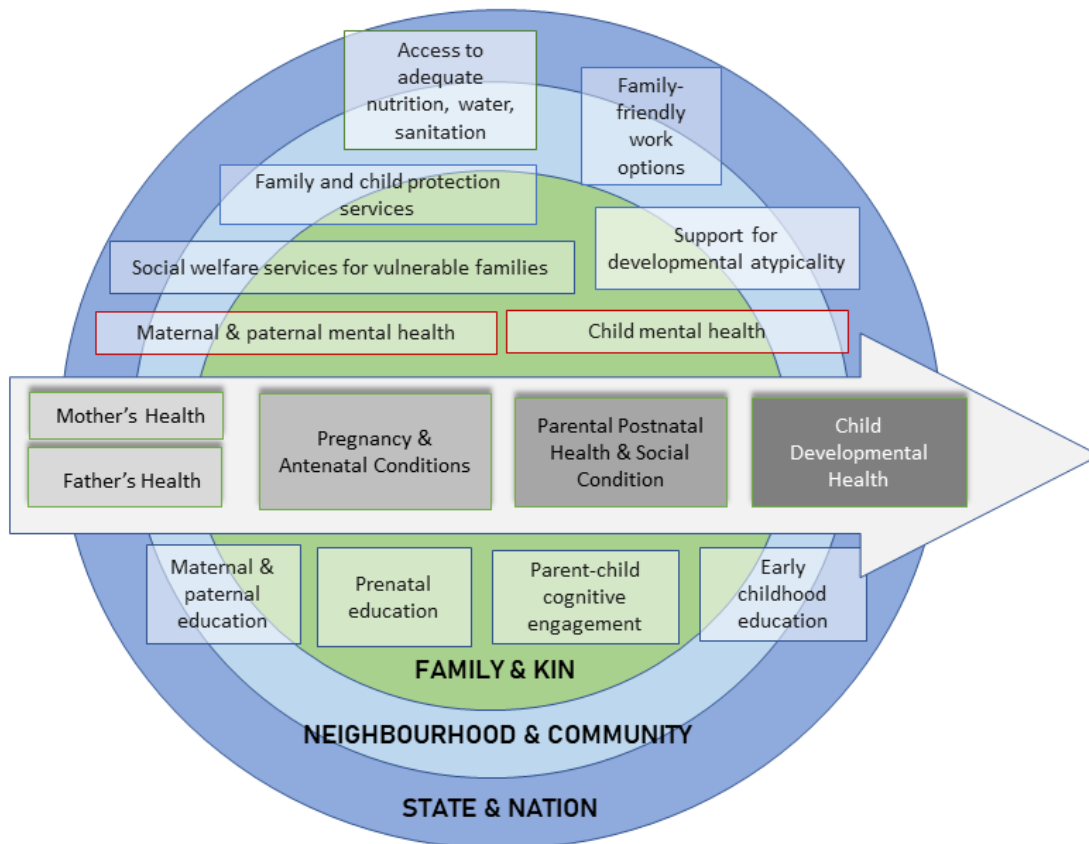 Access to
adequate
nutrition, water,
sanitation
Family-
friendly
work
options
Family and child protection
services
Support for
developmental atypicality
Social welfare services for vulnerable families
Maternal & paternal mental health
Child mental health
Mother's Health
Father's Health
Pregnancy &
Antenatal Conditions
Parental Postnatal
Health & Social
Condition
Child
Developmental
Health
Maternal &
paternal
education
Prenatal
education
Parent-child
cognitive
engagement
Early
childhood
education
FAMILY & KIN
NEIGHBOURHOOD & COMMUNITY
STATE & NATION